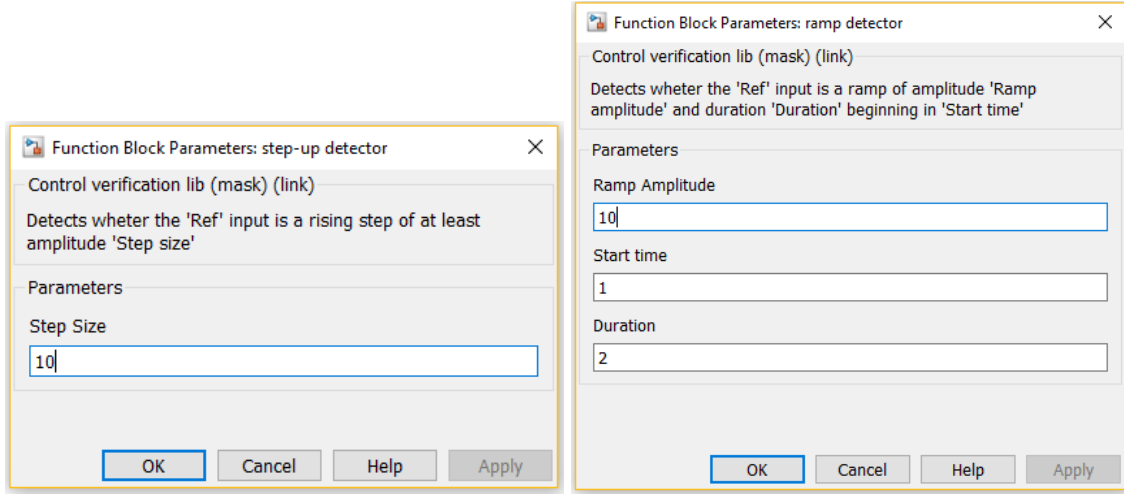 Function Block Parameters: step-up detector
Control verification lib (mask) (link)
Detects wheter the 'Ref' input is a rising step of at least
amplitude 'Step size'
Parameters
Step Size
10
OK Cancel Help Apply
Function Block Parameters: ramp detector
Control verification lib (mask) (link)
Detects wheter the 'Ref' input is a ramp of amplitude 'Ramp
amplitude' and duration 'Duration' beginning in 'Start time'
Parameters
Ramp Amplitude
10
Start time
1
Duration
2
OK Cancel Help Apply